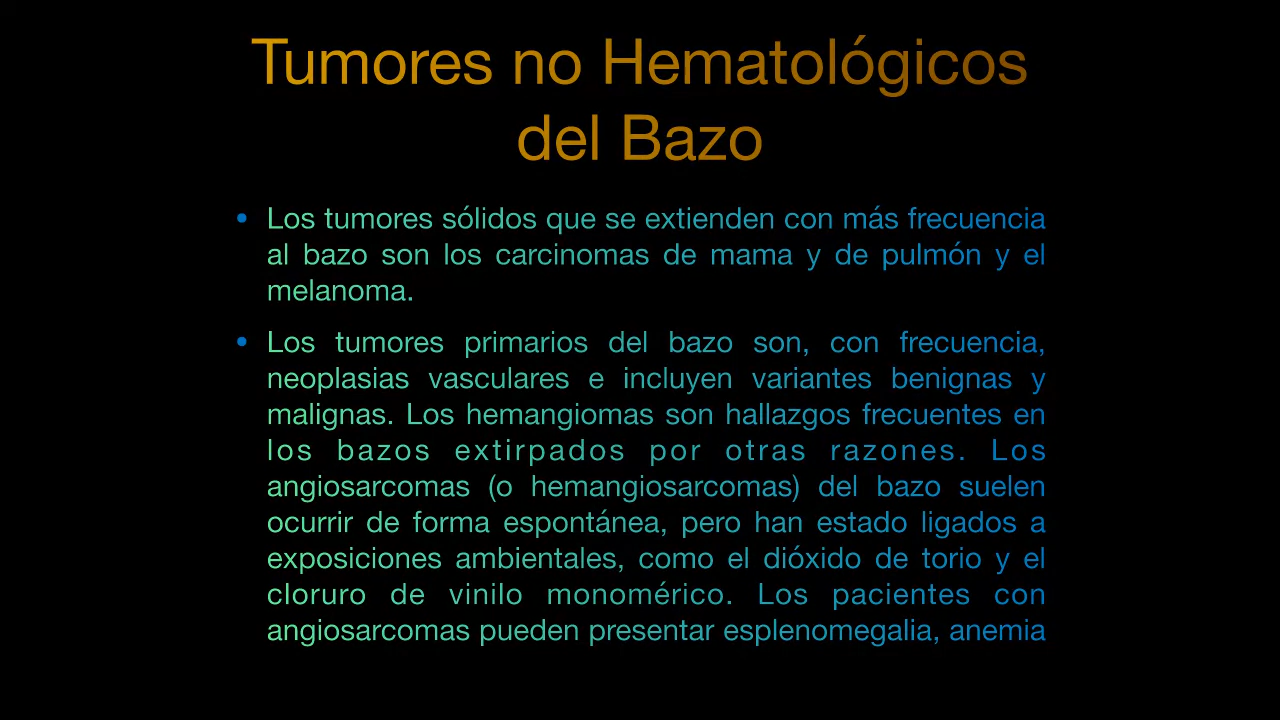 Tumores no Hematológicos
del Bazo
• Los tumores sólidos que se extienden con más frecuencia
al bazo son los carcinomas de mama y de pulmón y el
melanoma.
• Los tumores primarios del bazo son, con frecuencia,
neoplasias vasculares e incluyen variantes benignas y
malignas. Los hemangiomas son hallazgos frecuentes en
los bazos extirpados por otras razones. Los
angiosarcomas (o hemangiosarcomas) del bazo suelen
ocurrir de forma espontánea, pero han estado ligados a
exposiciones ambientales, como el dióxido de torio y el
cloruro de vinilo monomérico. Los pacientes con
angiosarcomas pueden presentar esplenomegalia, anemia